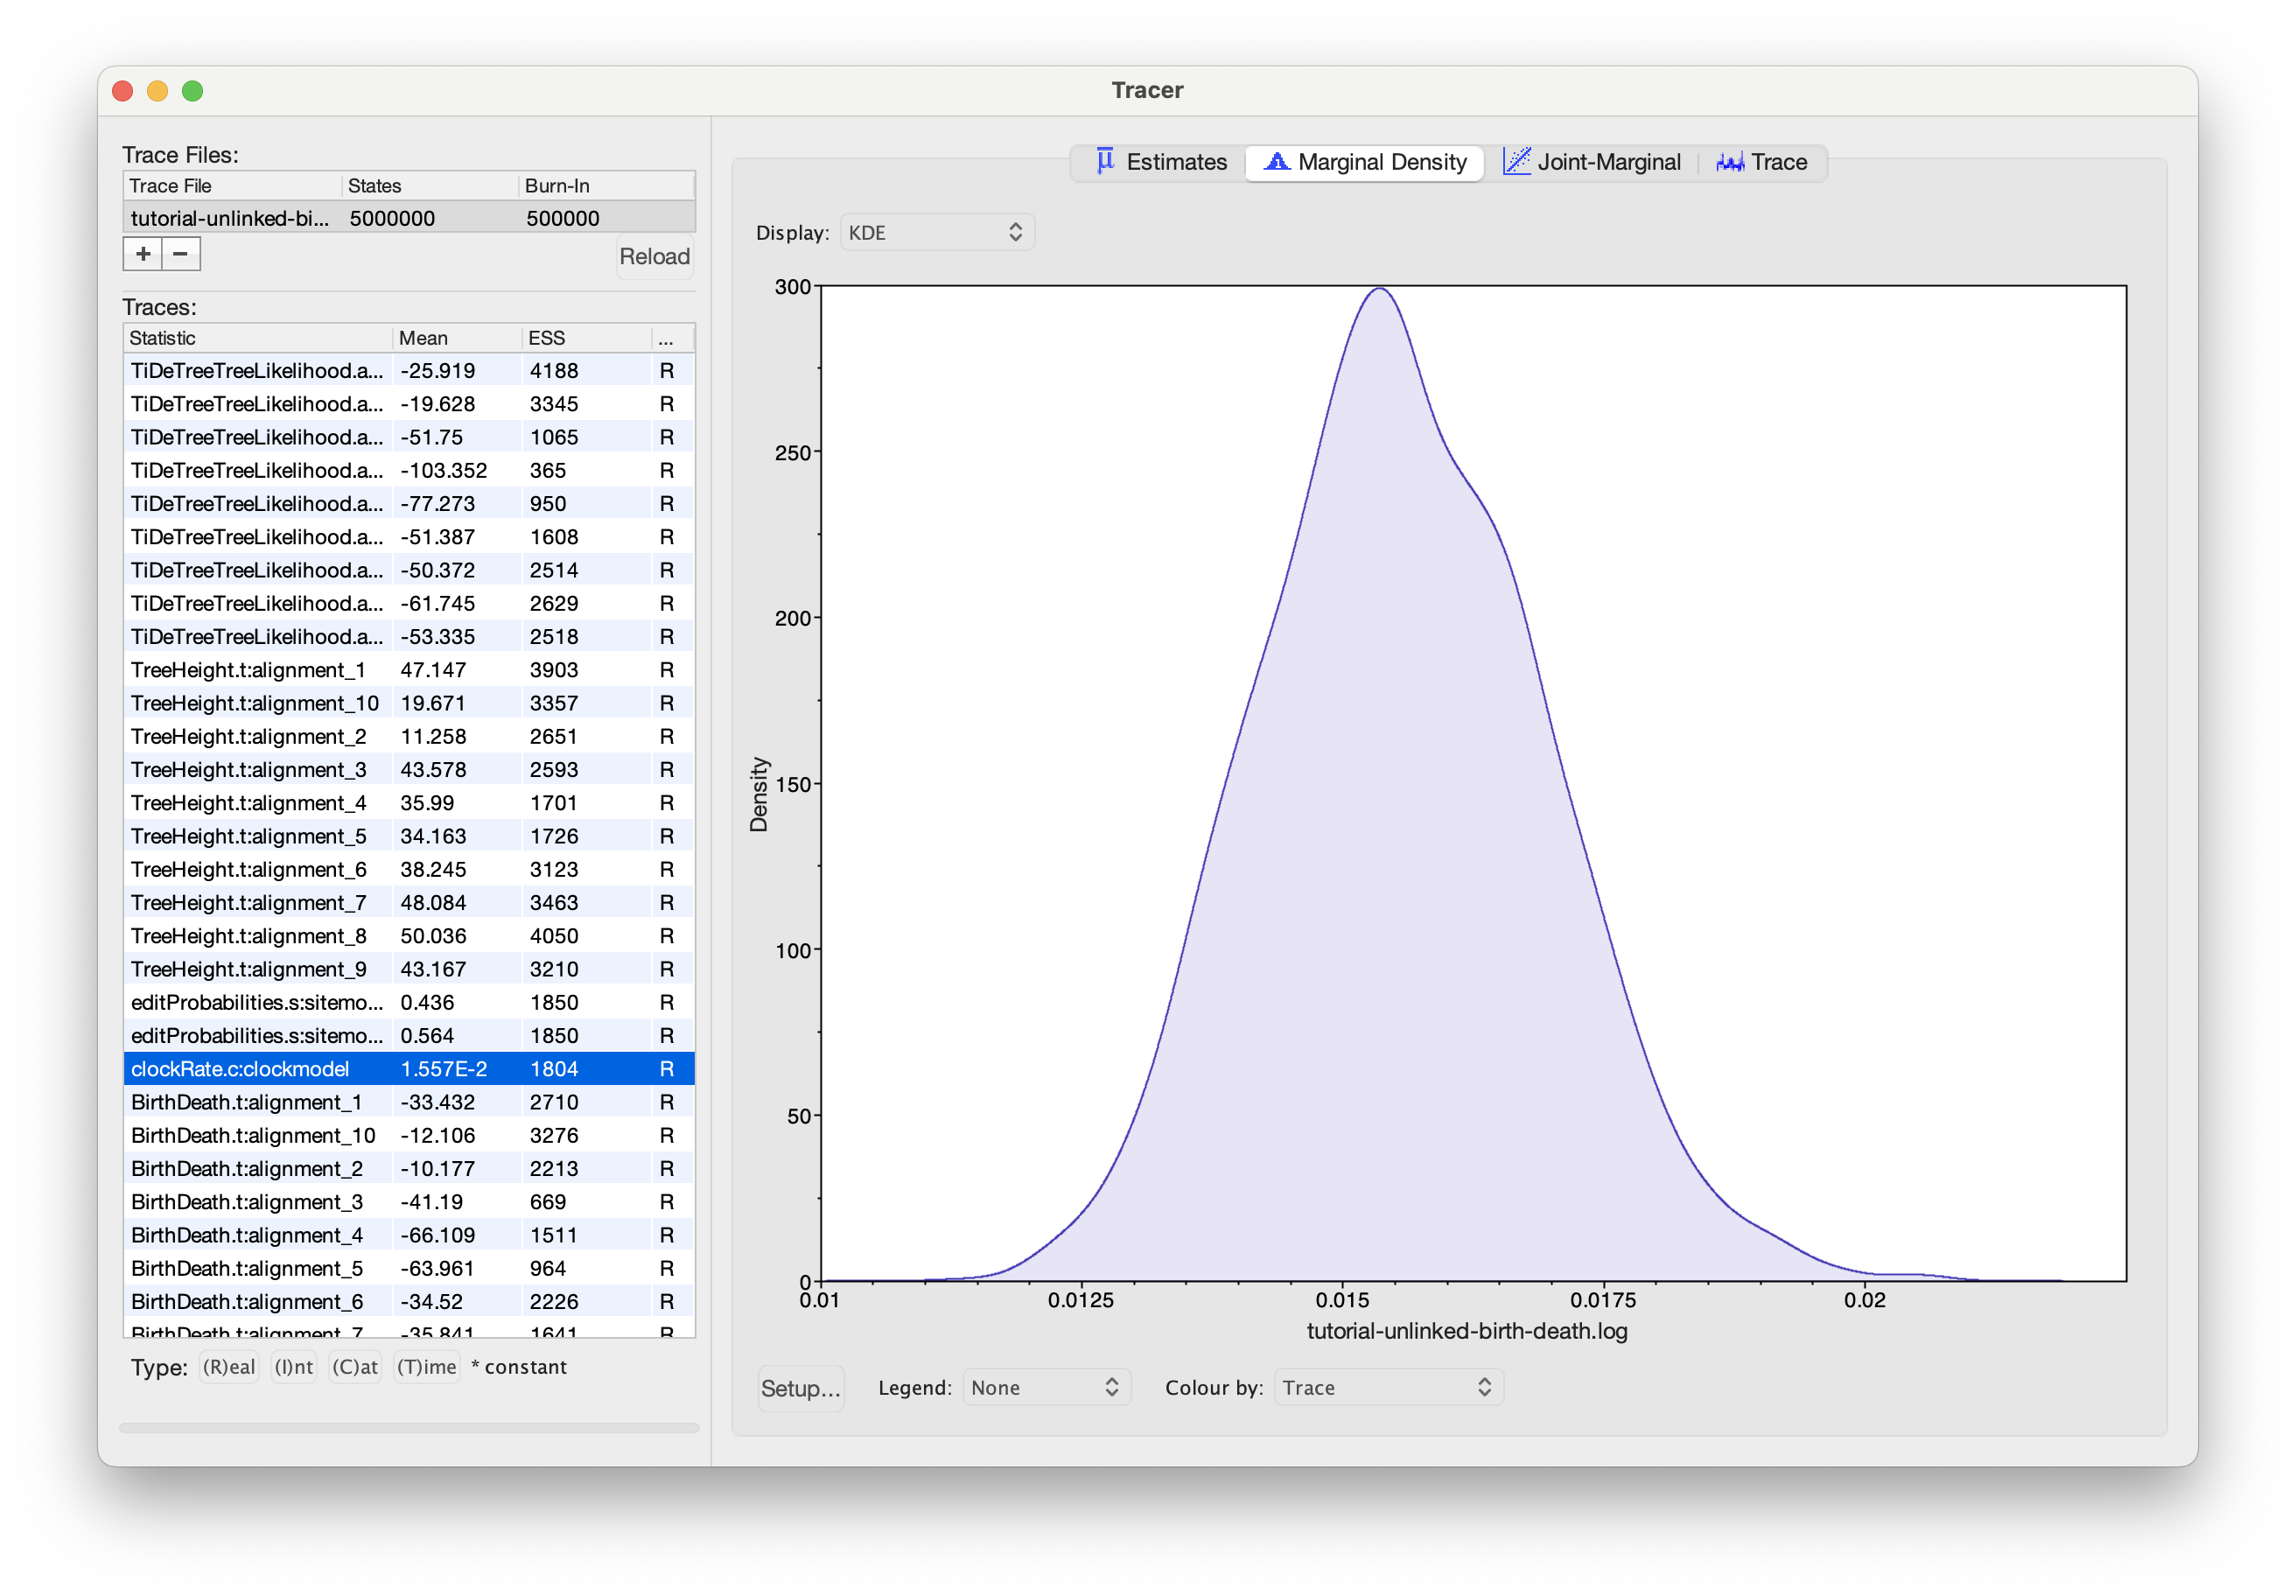 Tracer
Trace Files:
Trace File States Burn-In
tutorial-unlinked-bi... 5000000 500000
+ −
Reload
Traces:
Statistic Mean ESS ...
TiDeTreeTreeLikelihood.a... -25.919 4188 R
TiDeTreeTreeLikelihood.a... -19.628 3345 R
TiDeTreeTreeLikelihood.a... -51.75 1065 R
TiDeTreeTreeLikelihood.a... -103.352 365 R
TiDeTreeTreeLikelihood.a... -77.273 950 R
TiDeTreeTreeLikelihood.a... -51.387 1608 R
TiDeTreeTreeLikelihood.a... -50.372 2514 R
TiDeTreeTreeLikelihood.a... -61.745 2629 R
TiDeTreeTreeLikelihood.a... -53.335 2518 R
TreeHeight.t:alignment_1 47.147 3903 R
TreeHeight.t:alignment_10 19.671 3357 R
TreeHeight.t:alignment_2 11.258 2651 R
TreeHeight.t:alignment_3 43.578 2593 R
TreeHeight.t:alignment_4 35.99 1701 R
TreeHeight.t:alignment_5 34.163 1726 R
TreeHeight.t:alignment_6 38.245 3123 R
TreeHeight.t:alignment_7 48.084 3463 R
TreeHeight.t:alignment_8 50.036 4050 R
TreeHeight.t:alignment_9 43.167 3210 R
editProbabilities.s:sitemo... 0.436 1850 R
editProbabilities.s:sitemo... 0.564 1850 R
clockRate.c:clockmodel 1.557E-2 1804 R
BirthDeath.t:alignment_1 -33.432 2710 R
BirthDeath.t:alignment_10 -12.106 3276 R
BirthDeath.t:alignment_2 -10.177 2213 R
BirthDeath.t:alignment_3 -41.19 669 R
BirthDeath.t:alignment_4 -66.109 1511 R
BirthDeath.t:alignment_5 -63.961 964 R
BirthDeath.t:alignment_6 -34.52 2226 R
BirthDeath.t:alignment_7 -35.841 1641 R
Type: (R)eal (I)nt (C)at (T)ime * constant
μ Estimates Marginal Density Joint-Marginal Trace
Display: KDE
300
250
200
150
100
50
0
Density
0.01 0.0125 0.015 0.0175 0.02
tutorial-unlinked-birth-death.log
Setup... Legend: None Colour by: Trace